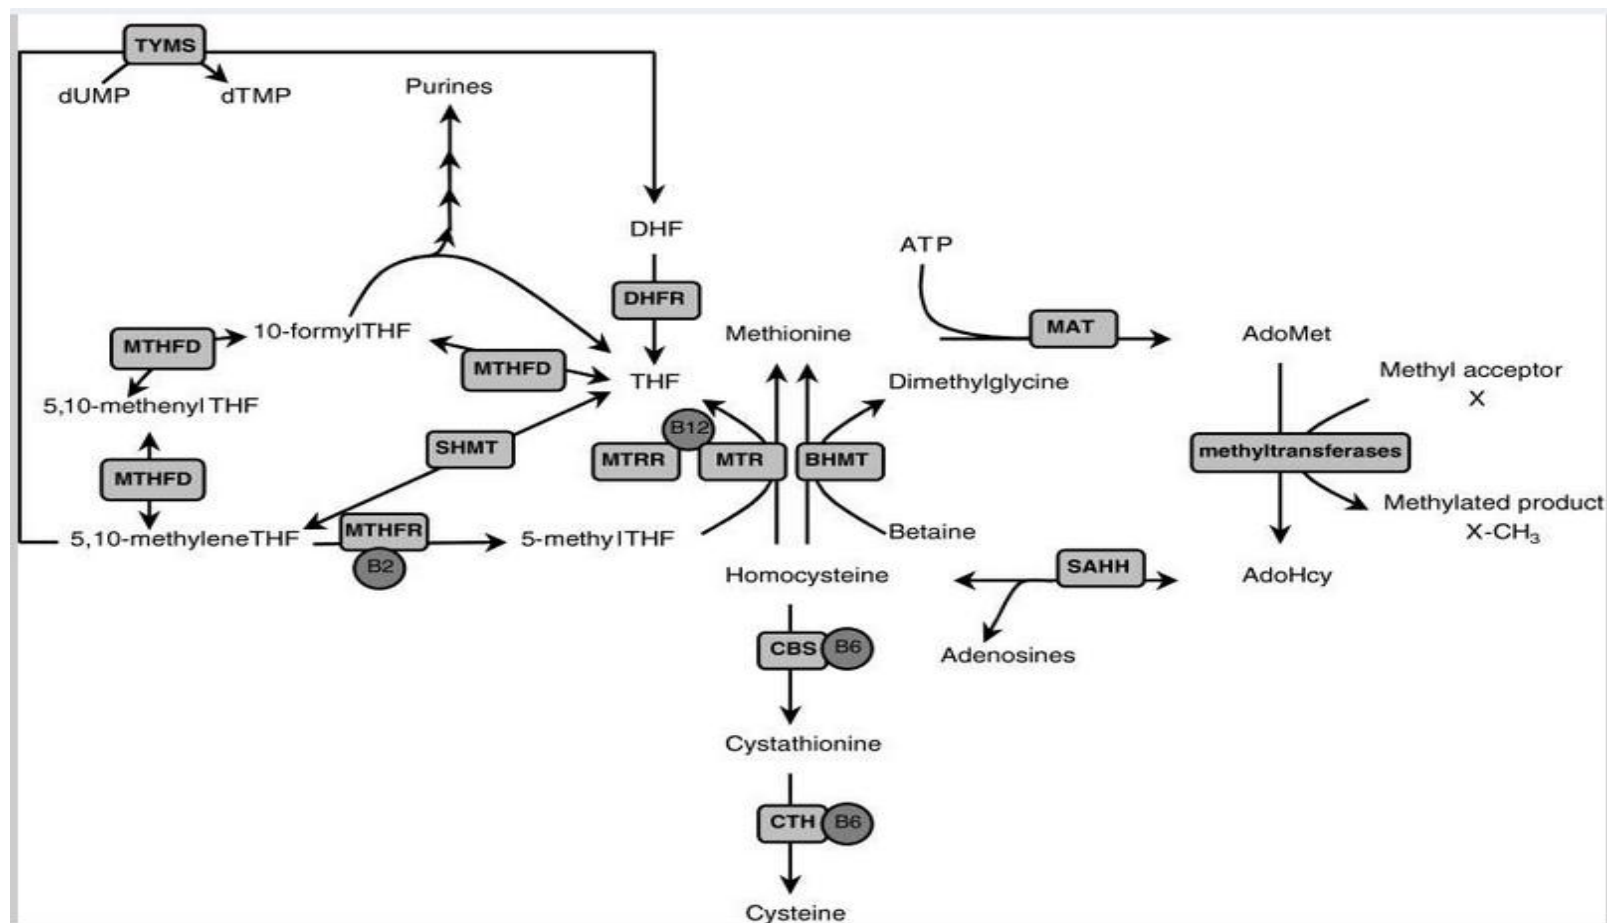 TYMS
dUMP
dTMP
Purines
DHF
ATP
DHFR
MAT
Methionine
AdoMet
10-formylTHF
MTHFD
MTHFD
THF
Dimethylglycine
Methyl acceptor
X
5,10-methenyl THF
B12
SHMT
MTRR
MTR
BHMT
methyltransferases
MTHFD
Methylated product
X-CH₃
5,10-methyleneTHF
MTHFR
B2
5-methylTHF
Betaine
Homocysteine
SAHH
AdoHcy
Adenosines
CBS
B6
Cystathionine
CTH
B6
Cysteine